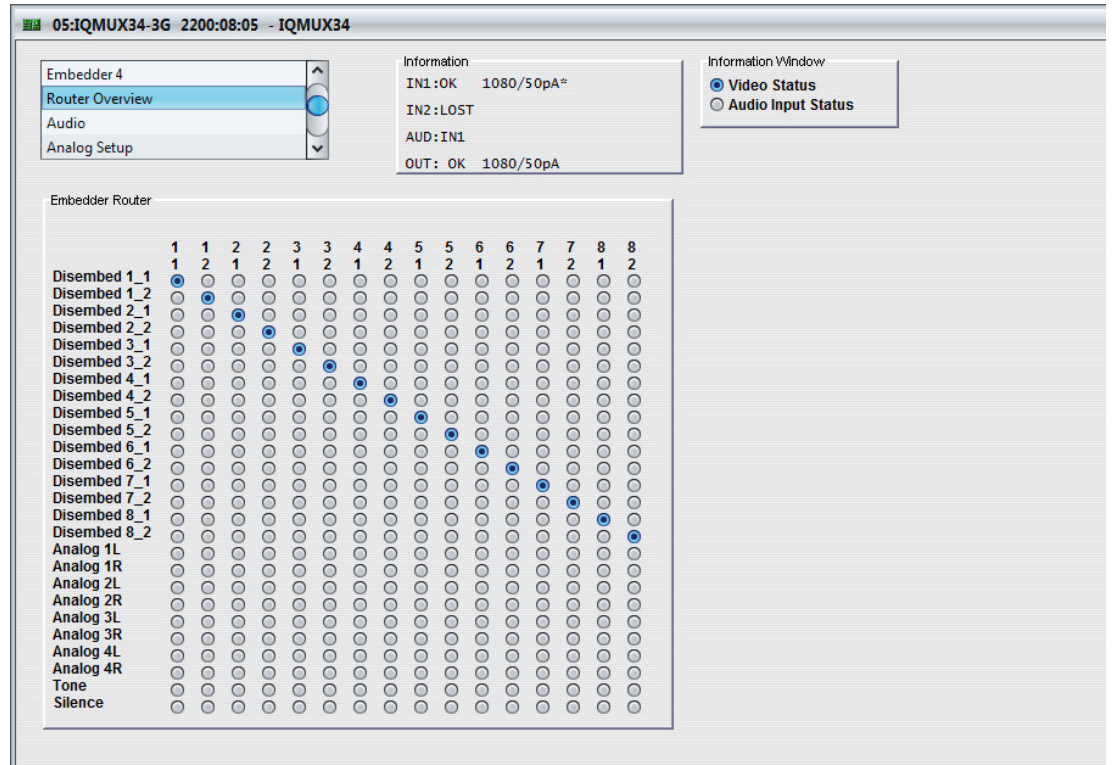 05:IQMUX34-3G 2200:08:05 - IQMUX34
Embedder 4
Router Overview
Audio
Analog Setup
Information
IN1:OK 1080/50pA*
IN2:LOST
AUD:IN1
OUT: OK 1080/50pA
Information Window
Video Status
Audio Input Status
Embedder Router
1 1 2 2 3 3 4 4 5 5 6 6 7 7 8 8
1 2 1 2 1 2 1 2 1 2 1 2 1 2 1 2
Disembed 1_1
Disembed 1_2
Disembed 2_1
Disembed 2_2
Disembed 3_1
Disembed 3_2
Disembed 4_1
Disembed 4_2
Disembed 5_1
Disembed 5_2
Disembed 6_1
Disembed 6_2
Disembed 7_1
Disembed 7_2
Disembed 8_1
Disembed 8_2
Analog 1L
Analog 1R
Analog 2L
Analog 2R
Analog 3L
Analog 3R
Analog 4L
Analog 4R
Tone
Silence